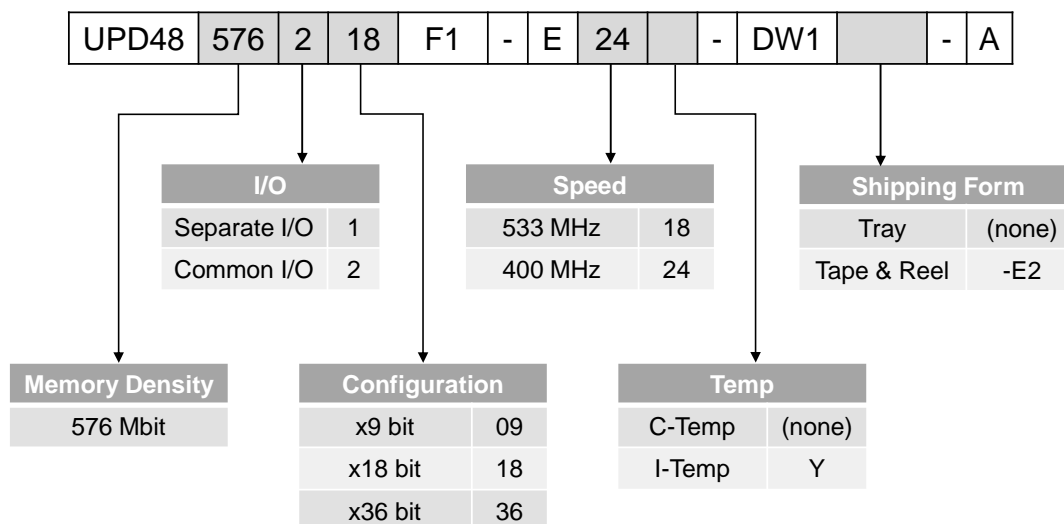 UPD48 576 2 18 F1 - E 24 - DW1 - A
I/O
Separate I/O 1
Common I/O 2
Speed
533 MHz 18
400 MHz 24
Shipping Form
Tray (none)
Tape & Reel -E2
Memory Density
576 Mbit
Configuration
x9 bit 09
x18 bit 18
x36 bit 36
Temp
C-Temp (none)
I-Temp Y